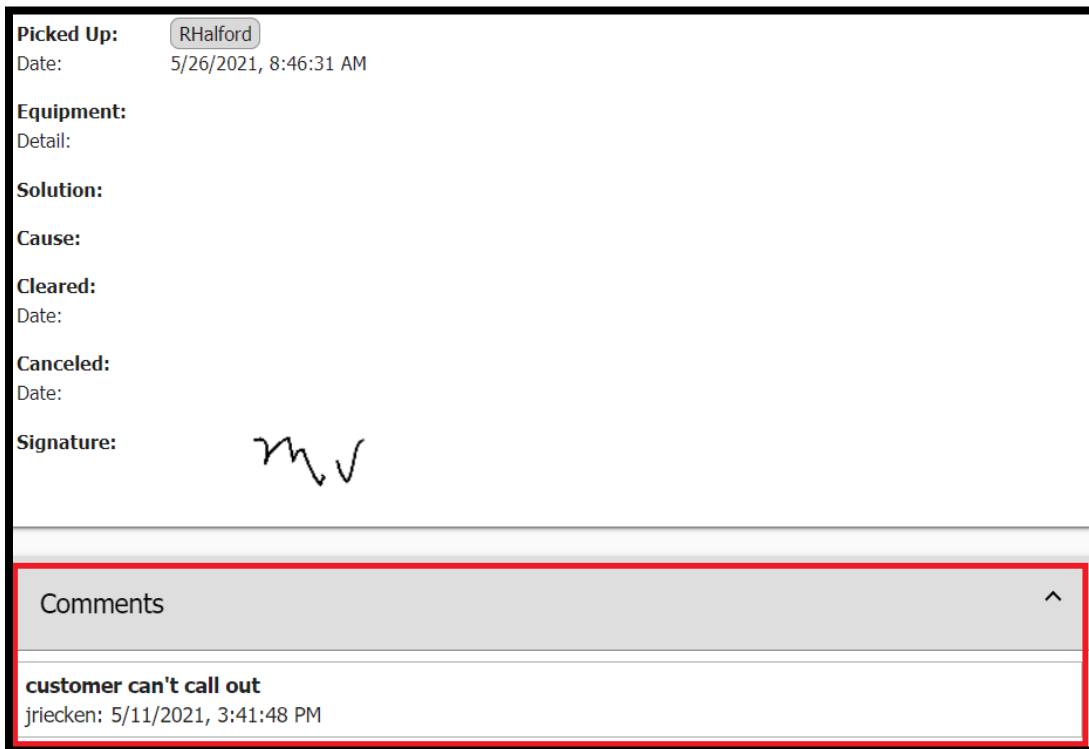 Picked Up: RHalford
Date: 5/26/2021, 8:46:31 AM
Equipment:
Detail:
Solution:
Cause:
Cleared:
Date:
Canceled:
Date:
Signature:
Comments
customer can't call out
jriecken: 5/11/2021, 3:41:48 PM